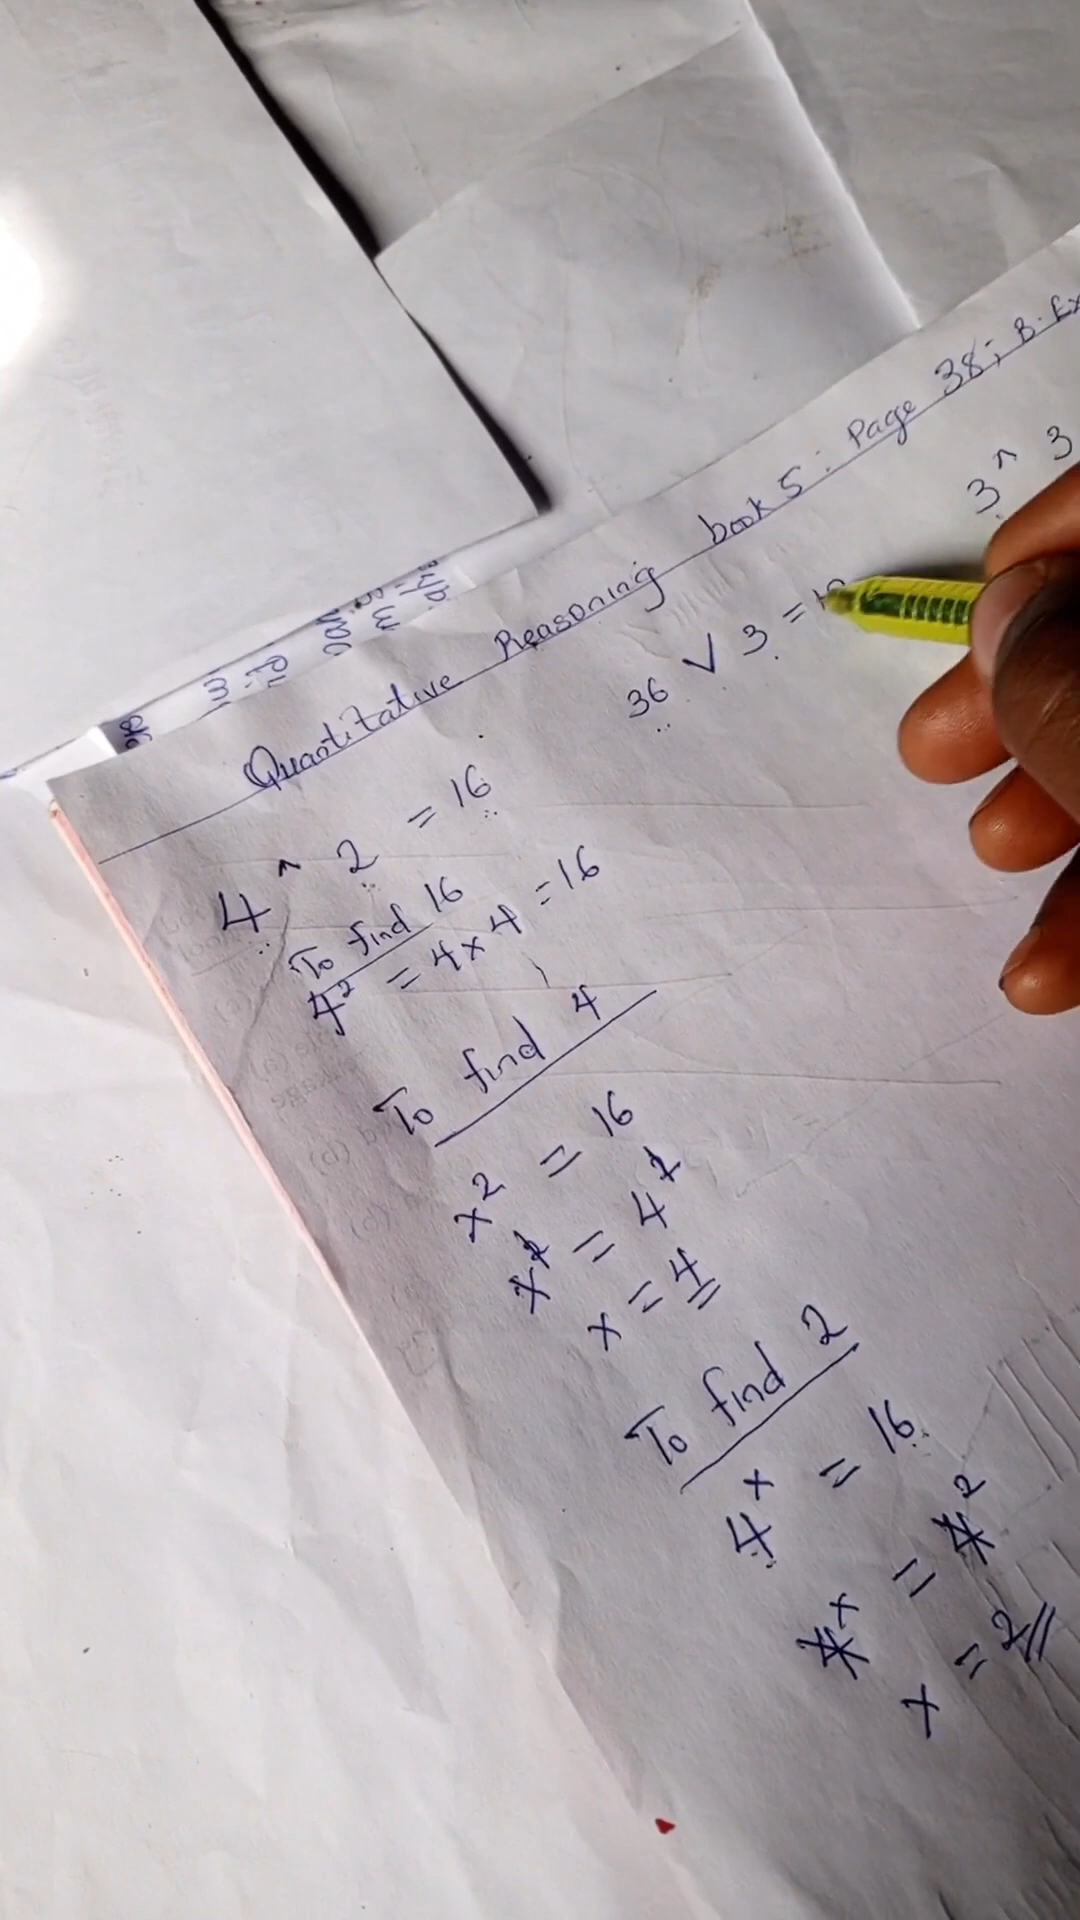 Quantitative Reasoning book 5: Page 38; B. Ex
4 ^ 2 = 16
36 √ 3 =
3 ^ 3
To find 16
4² = 4 x 4 = 16
To find 4
x² = 16
x² = 4²
x = 4
To find 2
4ˣ = 16
4ˣ = 4²
x = 2